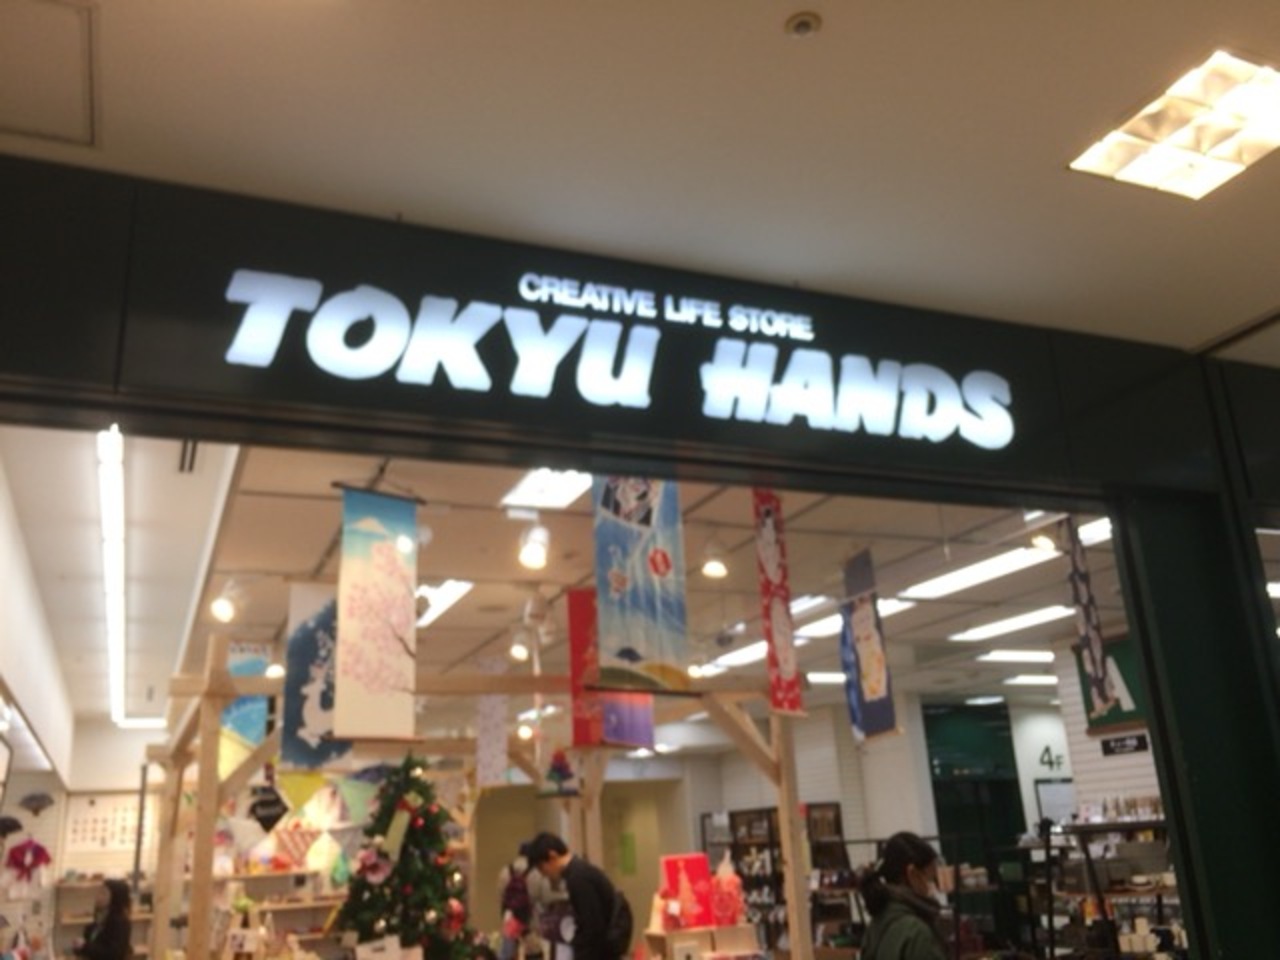 CREATIVE LIFE STORE
TOKYU HANDS
4F